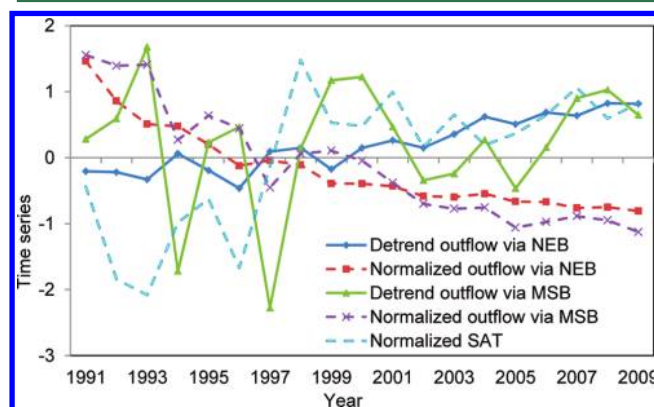 2
1
0
-1
-2
-3
Time series
Detrend outflow via NEB
Normalized outflow via NEB
Detrend outflow via MSB
Normalized outflow via MSB
Normalized SAT
1991 1993 1995 1997 1999 2001 2003 2005 2007 2009
Year